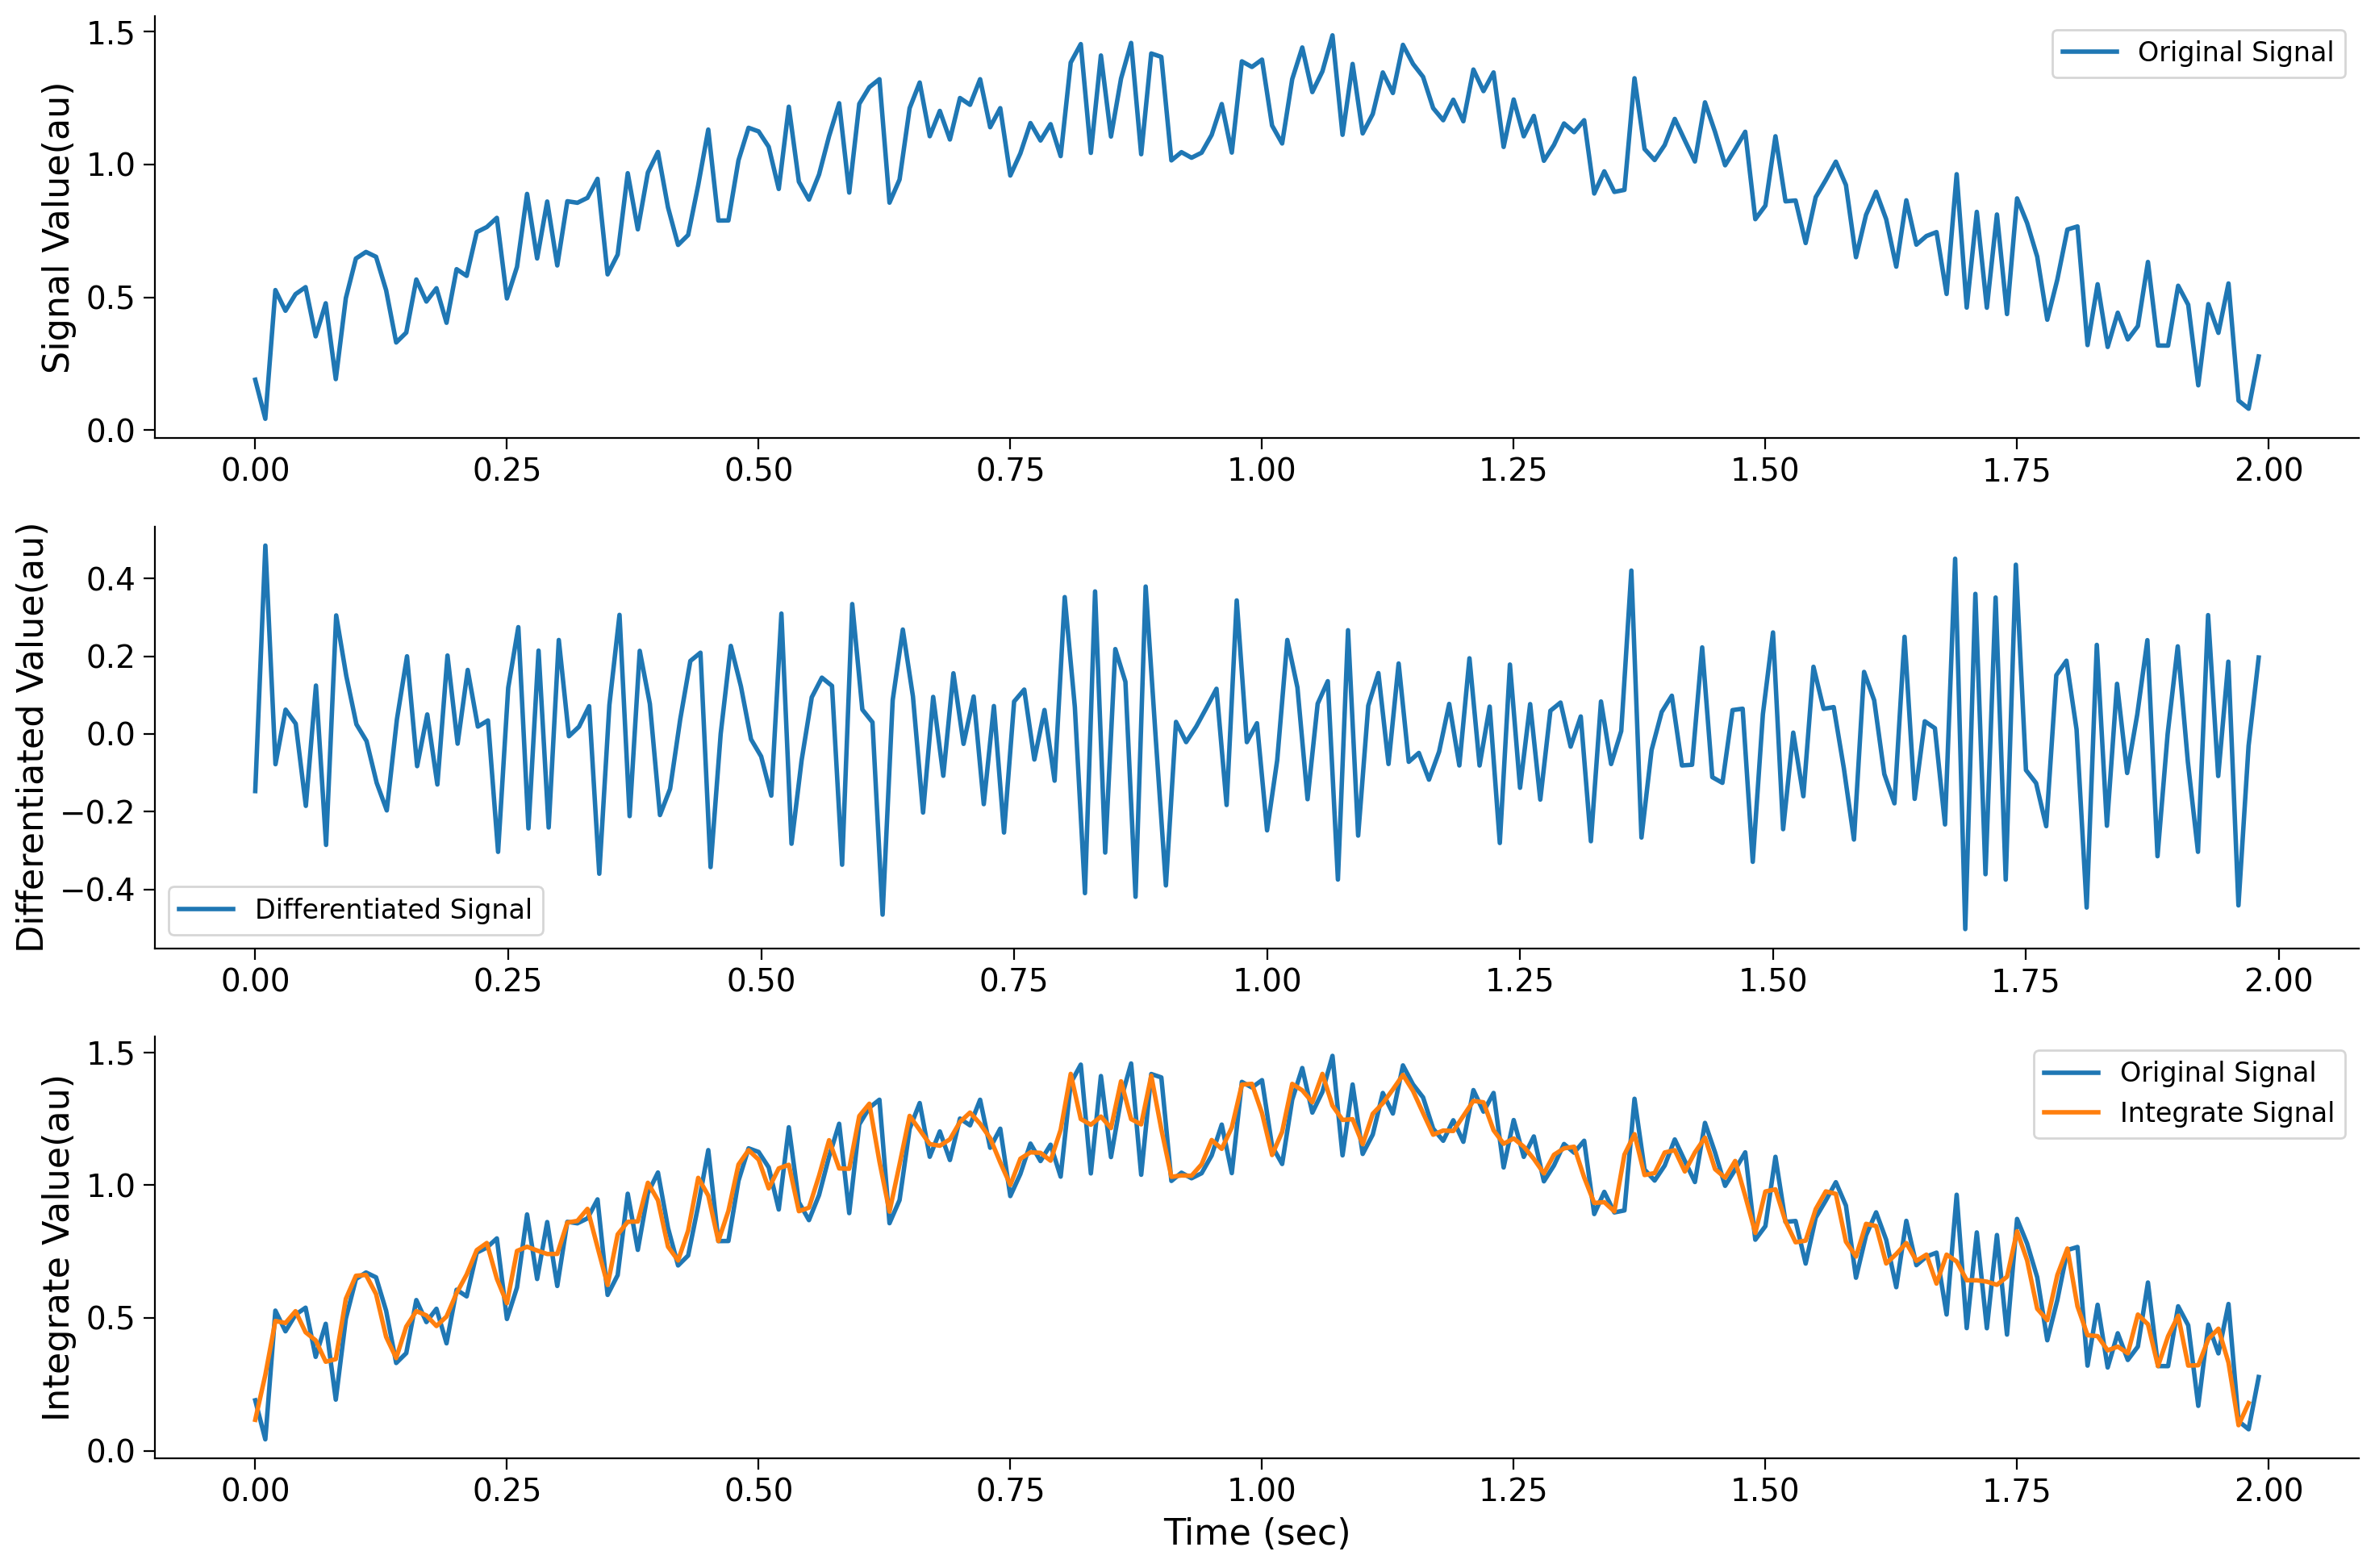 Signal Value(au)
1.5
1.0
0.5
0.0
Original Signal
0.00 0.25 0.50 0.75 1.00 1.25 1.50 1.75 2.00
Differentiated Value(au)
0.4
0.2
0.0
−0.2
−0.4
Differentiated Signal
0.00 0.25 0.50 0.75 1.00 1.25 1.50 1.75 2.00
Integrate Value(au)
1.5
1.0
0.5
0.0
Original Signal
Integrate Signal
0.00 0.25 0.50 0.75 1.00 1.25 1.50 1.75 2.00
Time (sec)